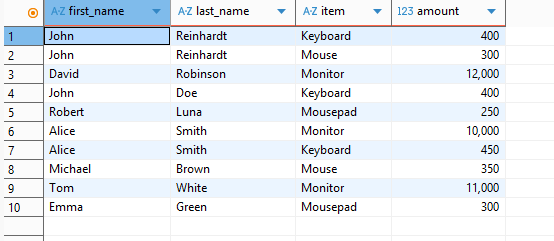 A-Z first_name A-Z last_name A-Z item 123 amount
1 John Reinhardt Keyboard 400
2 John Reinhardt Mouse 300
3 David Robinson Monitor 12,000
4 John Doe Keyboard 400
5 Robert Luna Mousepad 250
6 Alice Smith Monitor 10,000
7 Alice Smith Keyboard 450
8 Michael Brown Mouse 350
9 Tom White Monitor 11,000
10 Emma Green Mousepad 300